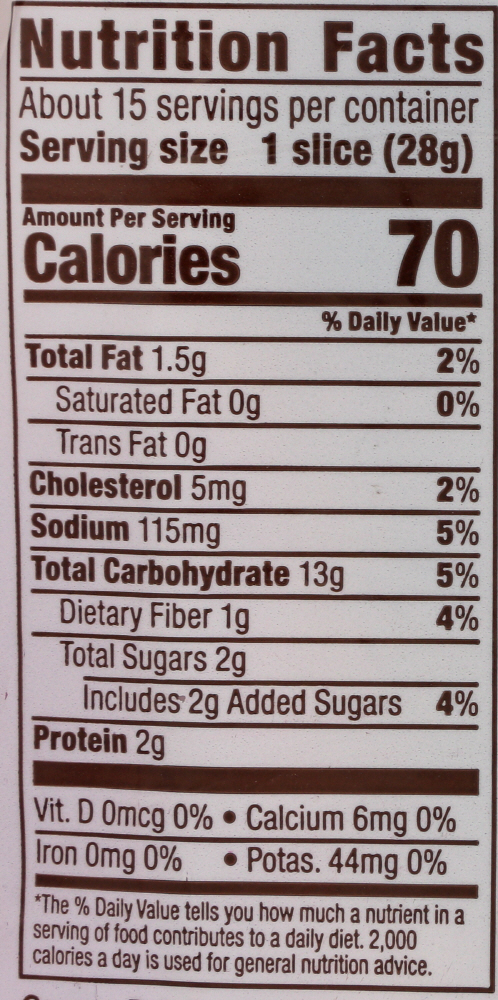 Nutrition Facts
About 15 servings per container
Serving size 1 slice (28g)
Amount Per Serving
Calories 70
% Daily Value*
Total Fat 1.5g 2%
Saturated Fat 0g 0%
Trans Fat 0g
Cholesterol 5mg 2%
Sodium 115mg 5%
Total Carbohydrate 13g 5%
Dietary Fiber 1g 4%
Total Sugars 2g
Includes 2g Added Sugars 4%
Protein 2g
Vit. D 0mcg 0% • Calcium 6mg 0%
Iron 0mg 0% • Potas. 44mg 0%
*The % Daily Value tells you how much a nutrient in a
serving of food contributes to a daily diet. 2,000
calories a day is used for general nutrition advice.